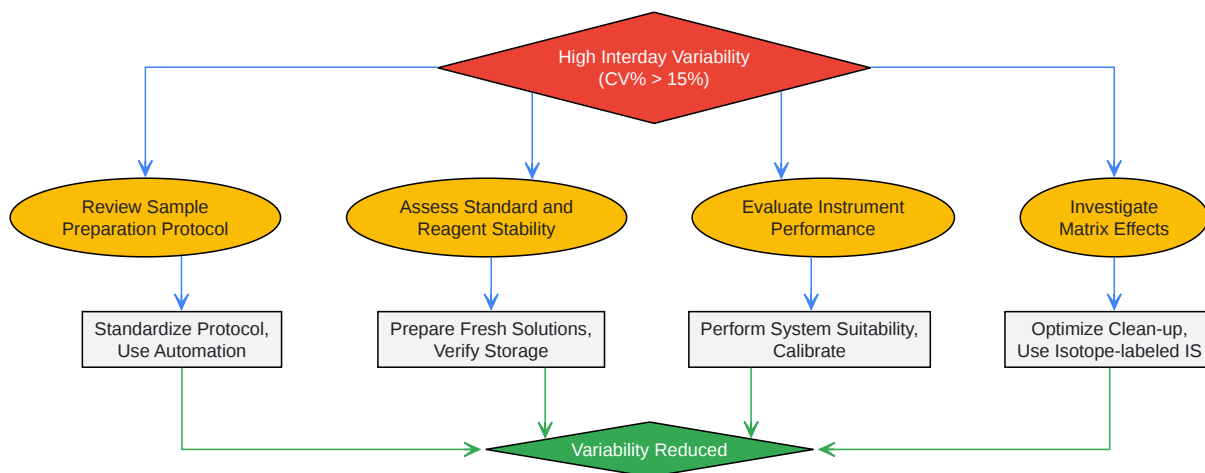 High Interday Variability
(CV% > 15%)
Review Sample
Preparation Protocol
Assess Standard and
Reagent Stability
Evaluate Instrument
Performance
Investigate
Matrix Effects
Standardize Protocol,
Use Automation
Prepare Fresh Solutions,
Verify Storage
Perform System Suitability,
Calibrate
Optimize Clean-up,
Use Isotope-labeled IS
Variability Reduced